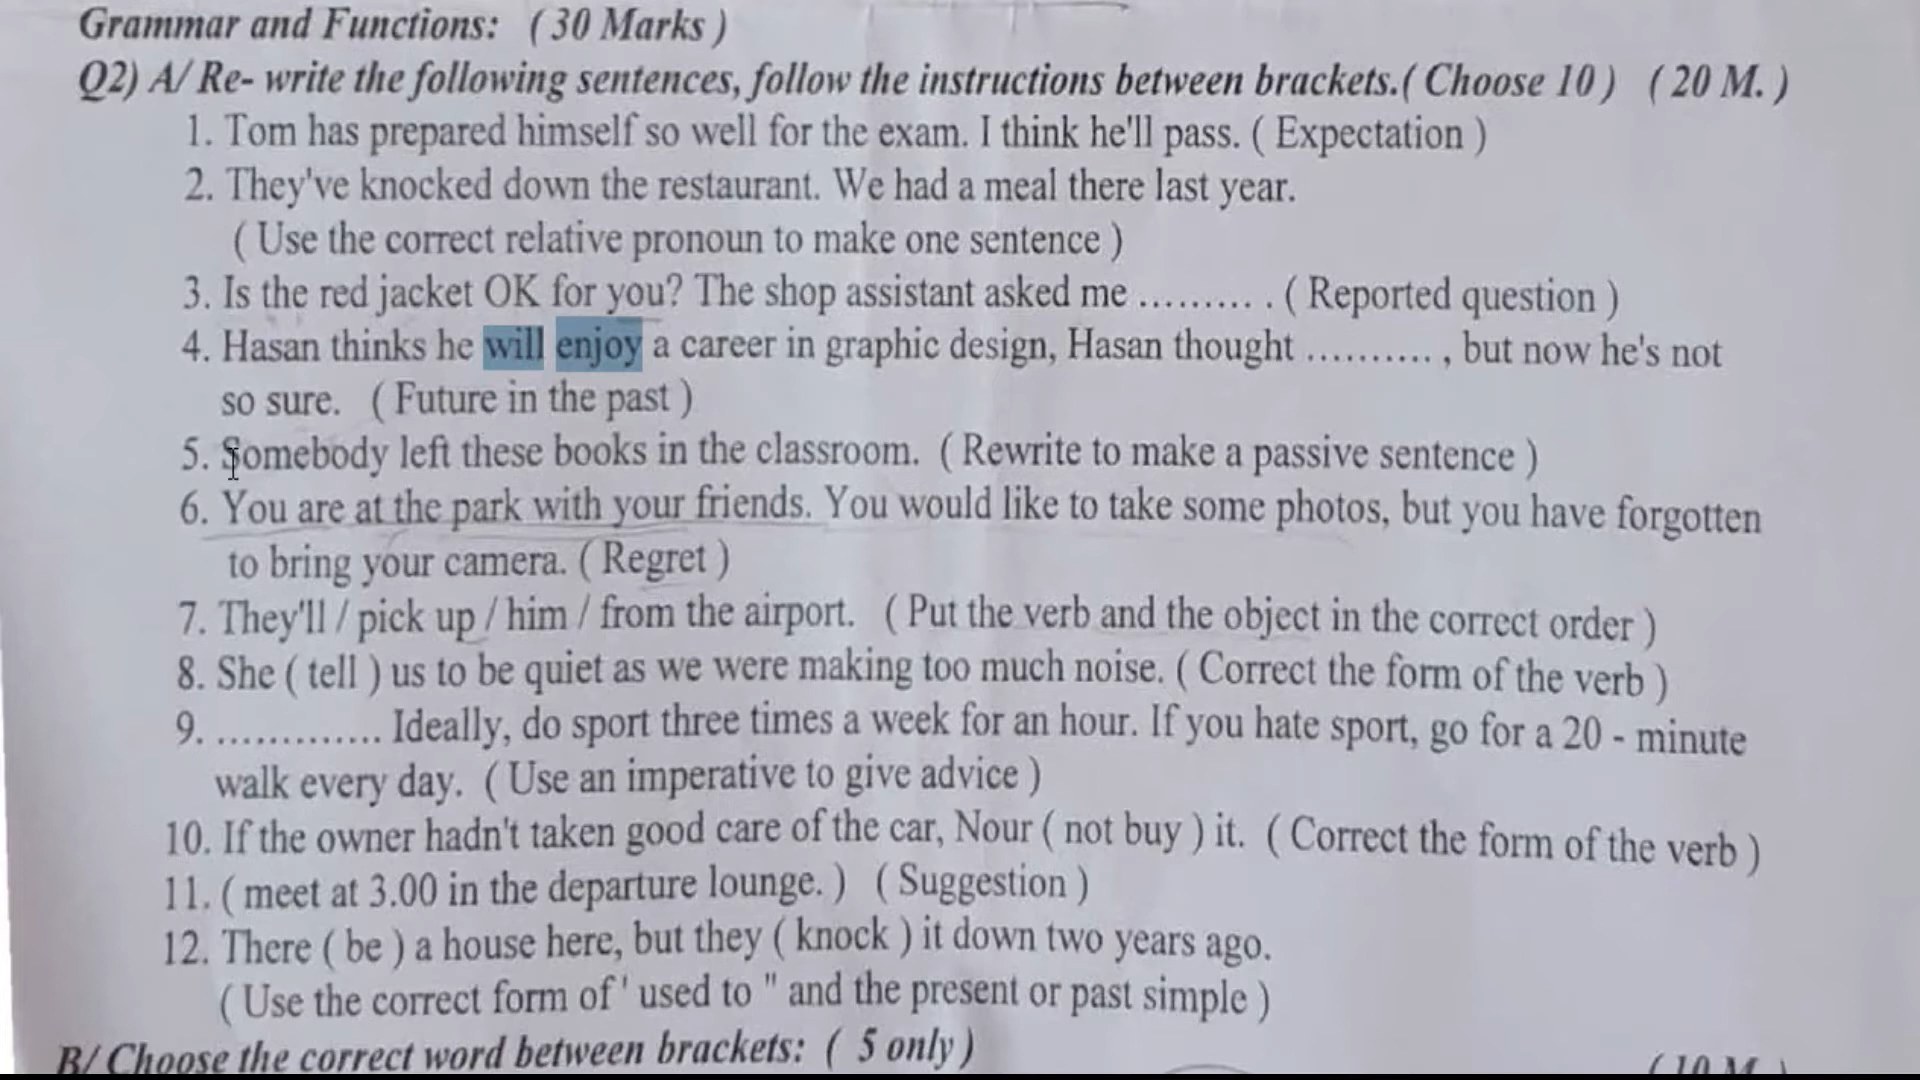 Grammar and Functions: ( 30 Marks )
Q2) A/ Re- write the following sentences, follow the instructions between brackets.( Choose 10 ) ( 20 M. )
1. Tom has prepared himself so well for the exam. I think he'll pass. ( Expectation )
2. They've knocked down the restaurant. We had a meal there last year.
( Use the correct relative pronoun to make one sentence )
3. Is the red jacket OK for you? The shop assistant asked me .......... . ( Reported question )
4. Hasan thinks he will enjoy a career in graphic design, Hasan thought .......... , but now he's not
so sure. ( Future in the past )
5. Somebody left these books in the classroom. ( Rewrite to make a passive sentence )
6. You are at the park with your friends. You would like to take some photos, but you have forgotten
to bring your camera. ( Regret )
7. They'll / pick up / him / from the airport. ( Put the verb and the object in the correct order )
8. She ( tell ) us to be quiet as we were making too much noise. ( Correct the form of the verb )
9. ............. Ideally, do sport three times a week for an hour. If you hate sport, go for a 20 - minute
walk every day. ( Use an imperative to give advice )
10. If the owner hadn't taken good care of the car, Nour ( not buy ) it. ( Correct the form of the verb )
11. ( meet at 3.00 in the departure lounge. ) ( Suggestion )
12. There ( be ) a house here, but they ( knock ) it down two years ago.
( Use the correct form of ' used to " and the present or past simple )
B/ Choose the correct word between brackets: ( 5 only ) ( 10 M. )